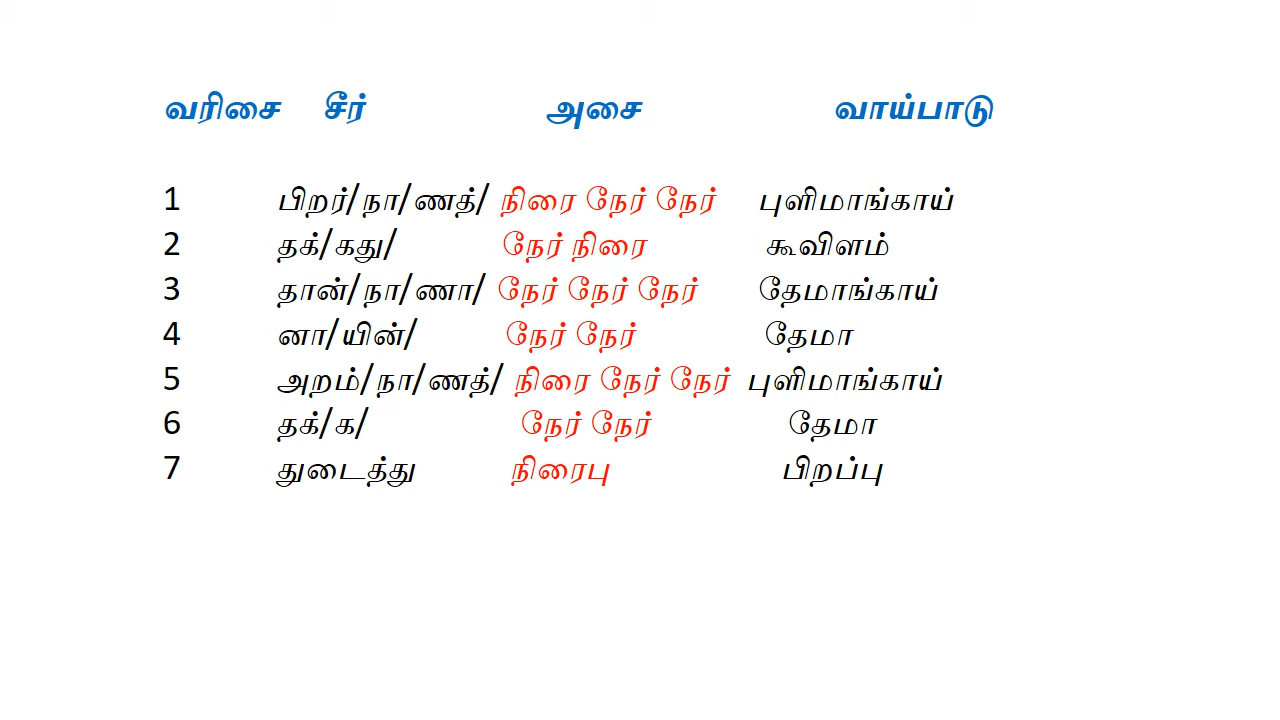 வரிசை சீர் அசை வாய்பாடு
1 பிறர்/நா/ணத்/ நிரை நேர் நேர் புளிமாங்காய்
2 தக்/கது/ நேர் நிரை கூவிளம்
3 தான்/நா/ணா/ நேர் நேர் நேர் தேமாங்காய்
4 னா/யின்/ நேர் நேர் தேமா
5 அறம்/நா/ணத்/ நிரை நேர் நேர் புளிமாங்காய்
6 தக்/க/ நேர் நேர் தேமா
7 துடைத்து நிரைபு பிறப்பு